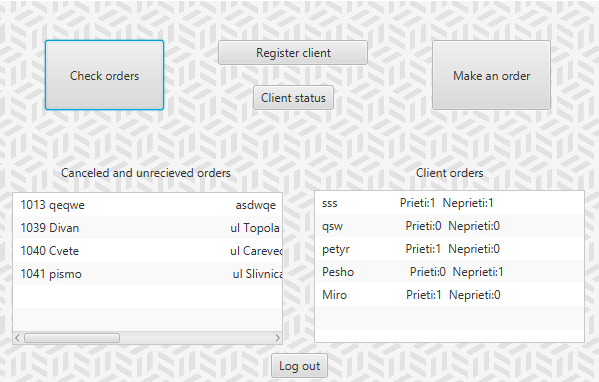 Register client
Check orders
Make an order
Client status
Canceled and unrecieved orders
1013 qeqwe asdwqe
1039 Divan ul Topola
1040 Cvete ul Carevec
1041 pismo ul Slivnica
Client orders
sss Prieti:1 Neprieti:1
qsw Prieti:0 Neprieti:0
petyr Prieti:1 Neprieti:0
Pesho Prieti:0 Neprieti:1
Miro Prieti:1 Neprieti:0
Log out